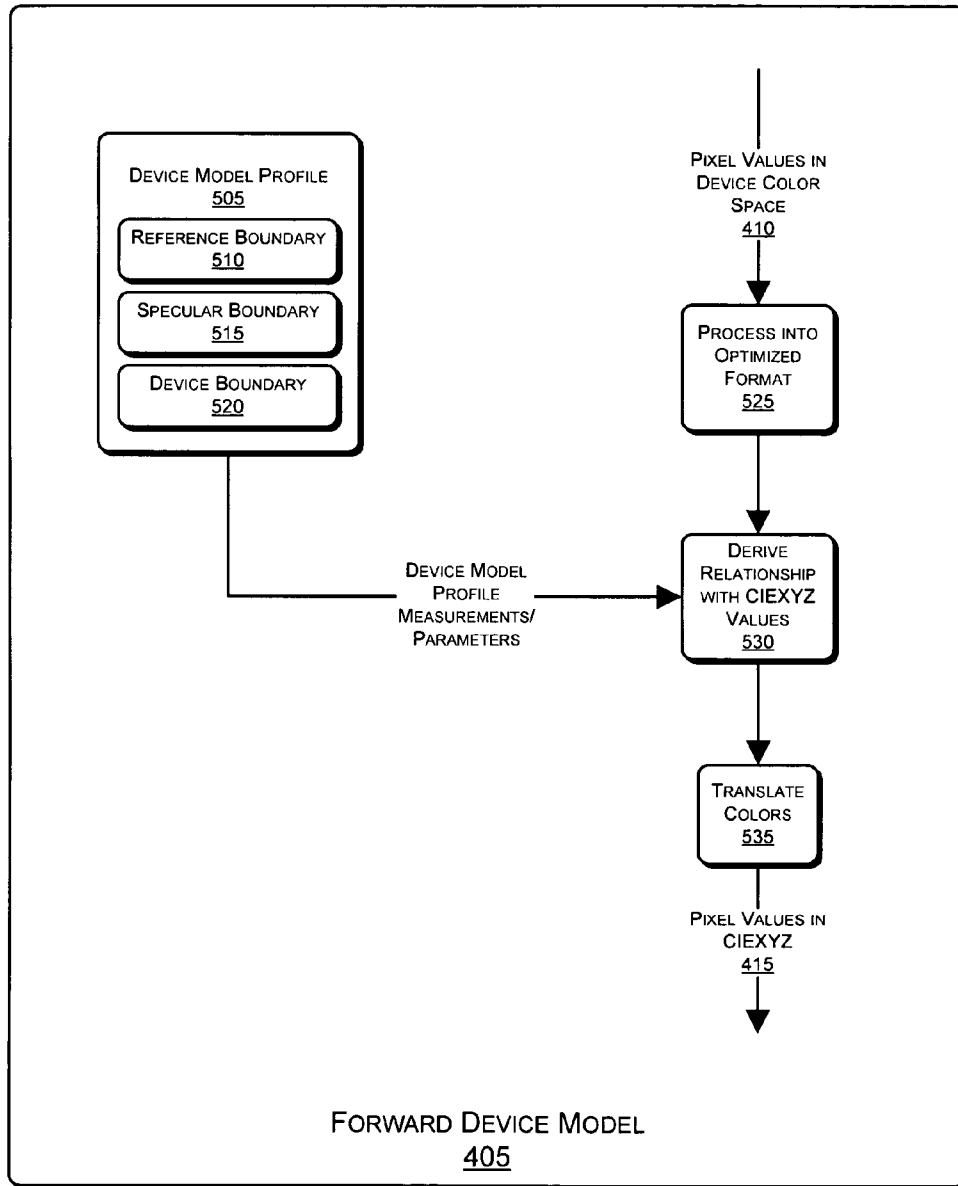 DEVICE MODEL PROFILE
505
REFERENCE BOUNDARY
510
SPECULAR BOUNDARY
515
DEVICE BOUNDARY
520
PIXEL VALUES IN
DEVICE COLOR
SPACE
410
PROCESS INTO
OPTIMIZED
FORMAT
525
DEVICE MODEL
PROFILE
MEASUREMENTS/
PARAMETERS
DERIVE
RELATIONSHIP
WITH CIEXYZ
VALUES
530
TRANSLATE
COLORS
535
PIXEL VALUES IN
CIEXYZ
415
FORWARD DEVICE MODEL
405